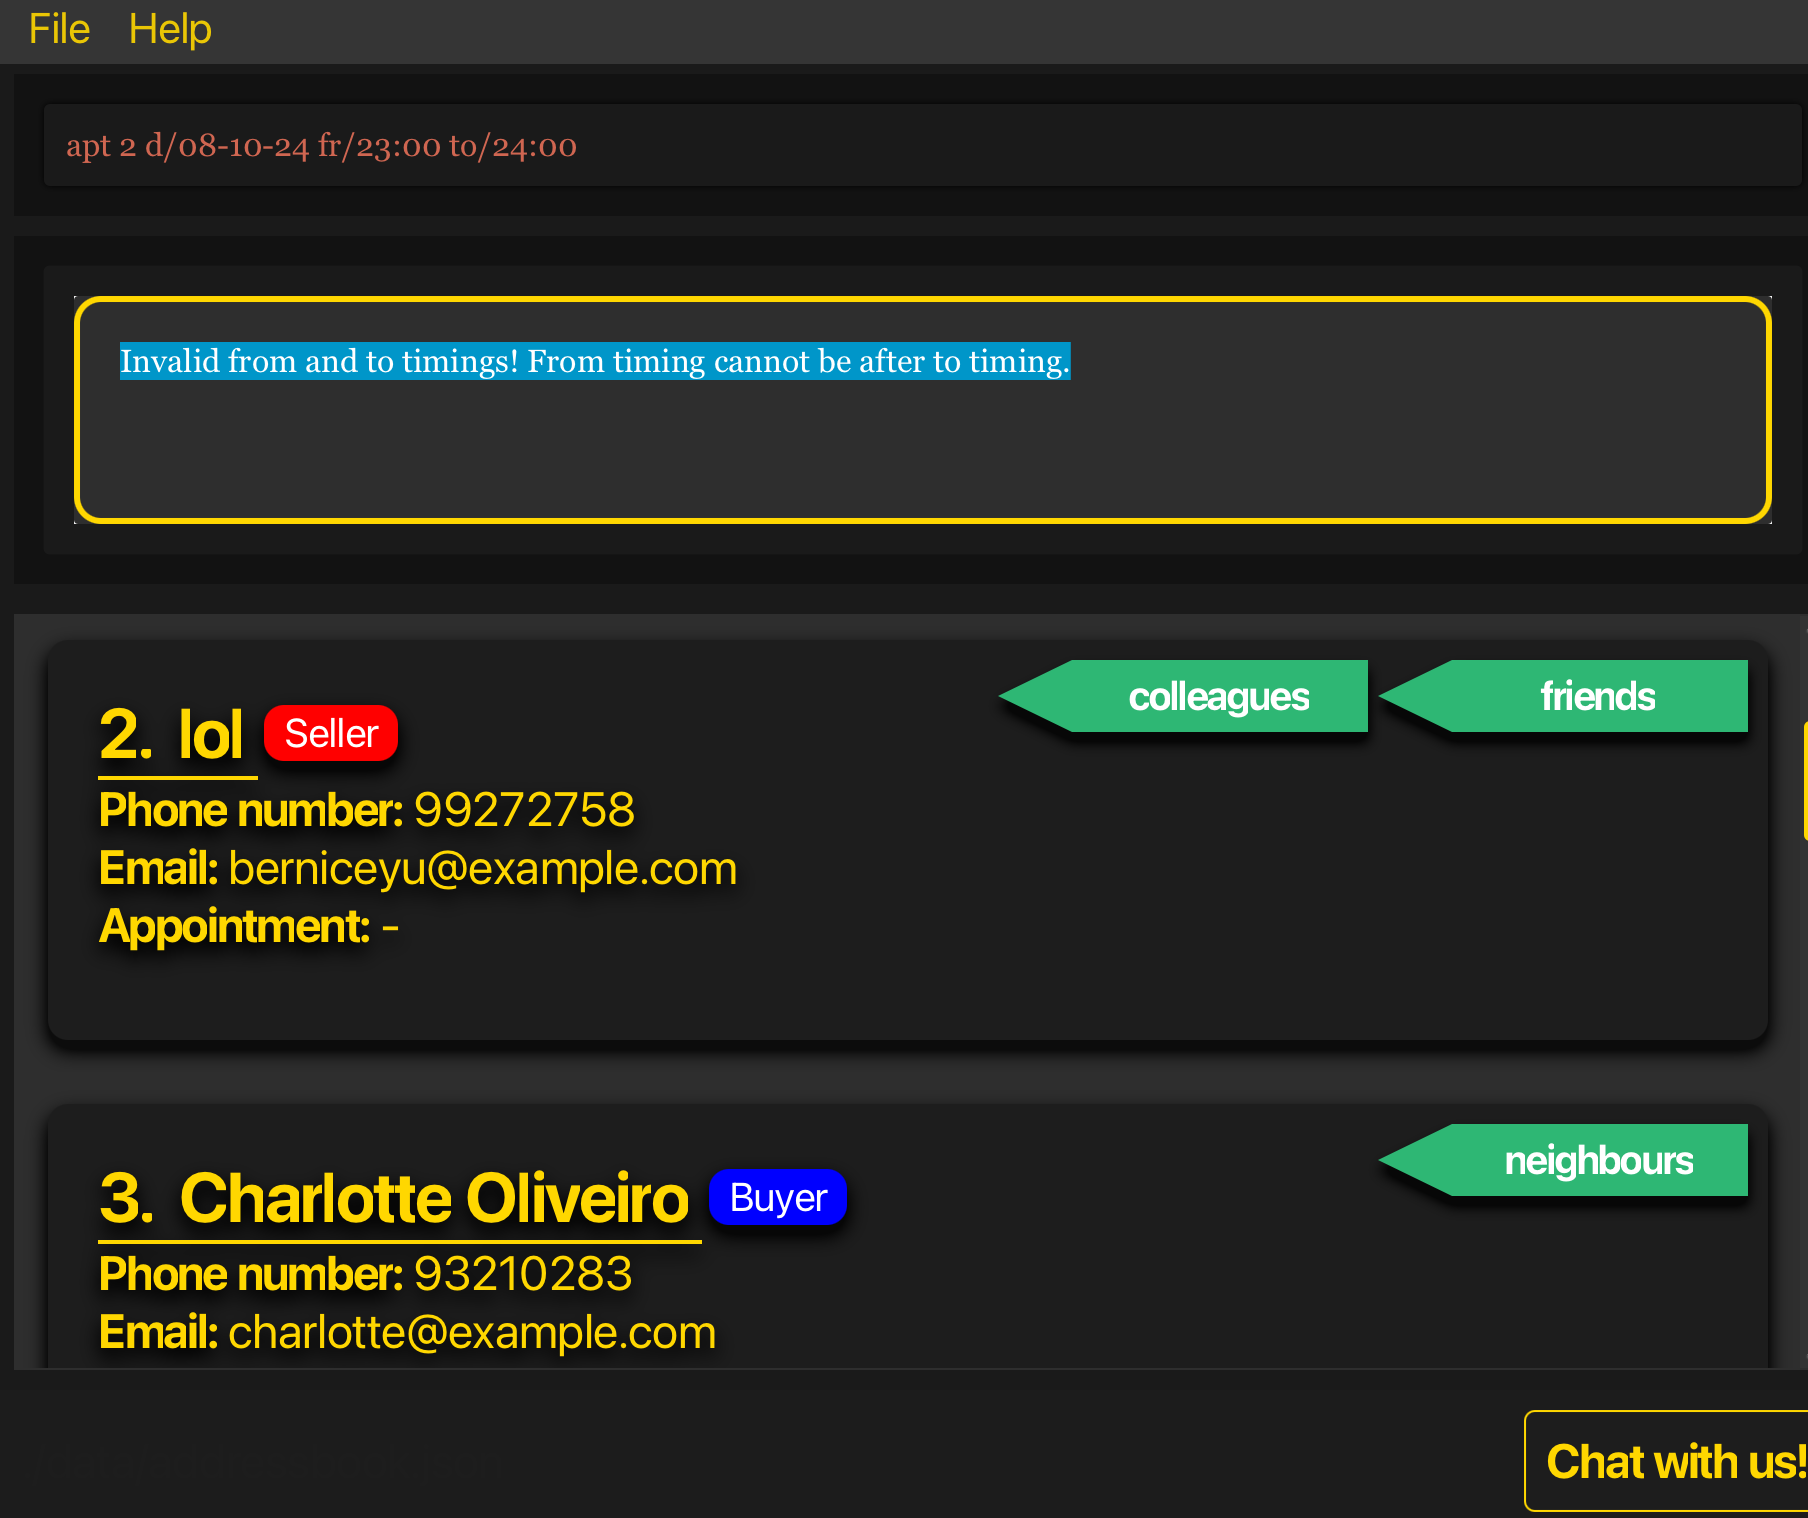 File Help
apt 2 d/08-10-24 fr/23:00 to/24:00
Invalid from and to timings! From timing cannot be after to timing.
2. lol Seller colleagues friends
Phone number: 99272758
Email: berniceyu@example.com
Appointment: -
3. Charlotte Oliveiro Buyer neighbours
Phone number: 93210283
Email: charlotte@example.com
Chat with us!